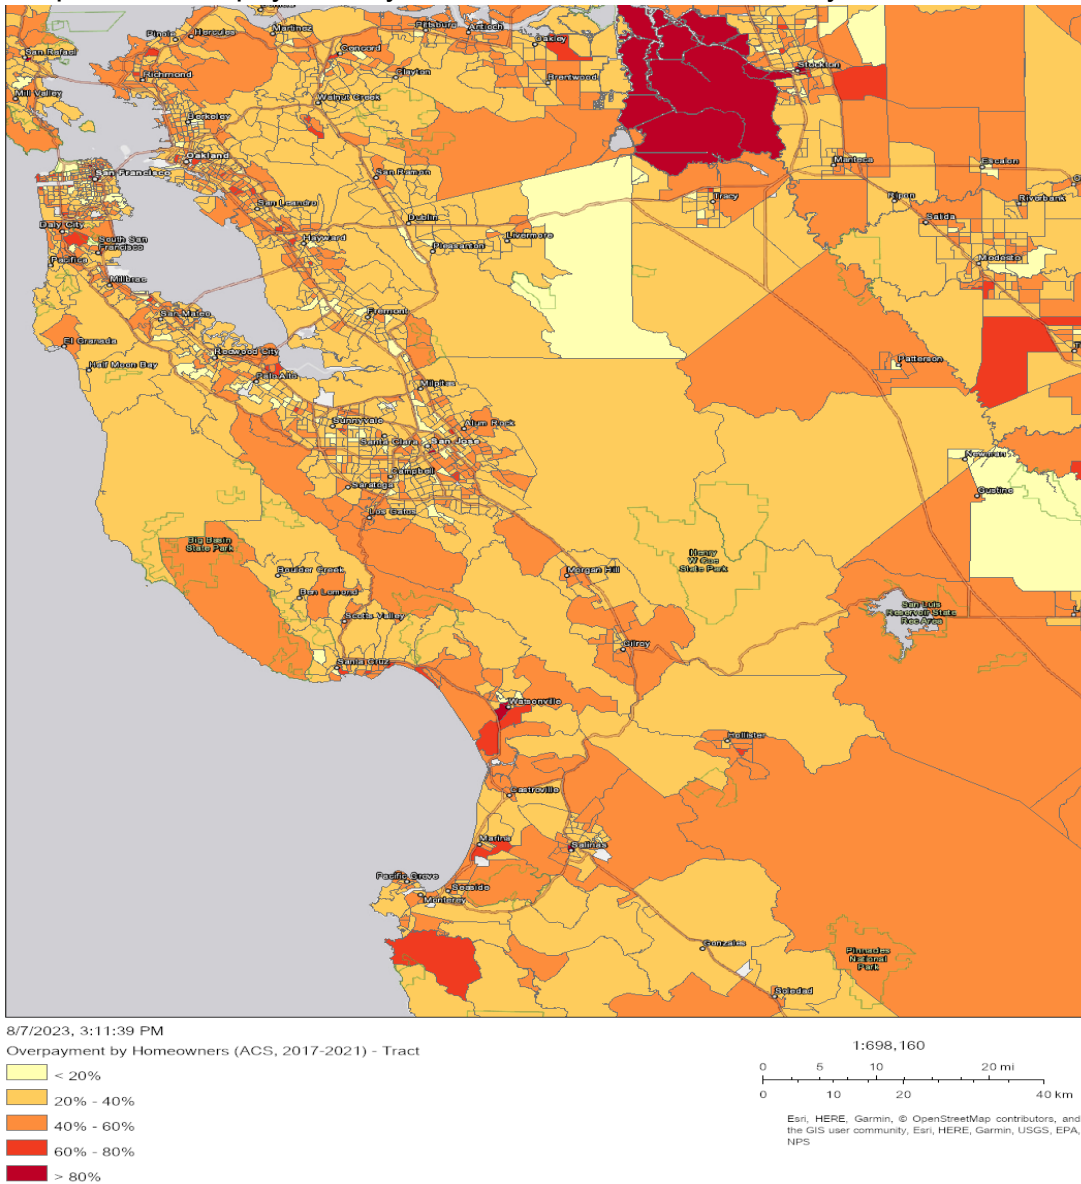 Pinole
Hercules
Martinez
Pittsburg
Antioch
Oakley
San Rafael
Concord
Richmond
Clayton
Brentwood
Stockton
Mill Valley
Walnut Creek
Berkeley
Oakland
Manteca
Escalon
San Francisco
San Ramon
Tracy
Ripon
Riverbank
San Leandro
Dublin
Salida
Daly City
South San
Francisco
Hayward
Livermore
Pleasanton
Pacifica
Modesto
Millbrae
San Mateo
Fremont
El Granada
Redwood City
Half Moon Bay
Patterson
Palo Alto
Milpitas
Sunnyvale
Alum Rock
Santa Clara
San Jose
Newman
Campbell
Saratoga
Gustine
Los Gatos
Big Basin
State Park
Henry
W Coe
State Park
Boulder Creek
Morgan Hill
Ben Lomond
San Luis
Reservoir State
Rec Area
Scotts Valley
Gilroy
Santa Cruz
Watsonville
Hollister
Castroville
Marina
Salinas
Pacific Grove
Seaside
Monterey
Gonzales
Pinnacles
National
Park
Soledad
8/7/2023, 3:11:39 PM
Overpayment by Homeowners (ACS, 2017-2021) - Tract
< 20%
20% - 40%
40% - 60%
60% - 80%
> 80%
1:698,160
0 5 10 20 mi
0 10 20 40 km
Esri, HERE, Garmin, © OpenStreetMap contributors, and
the GIS user community, Esri, HERE, Garmin, USGS, EPA,
NPS